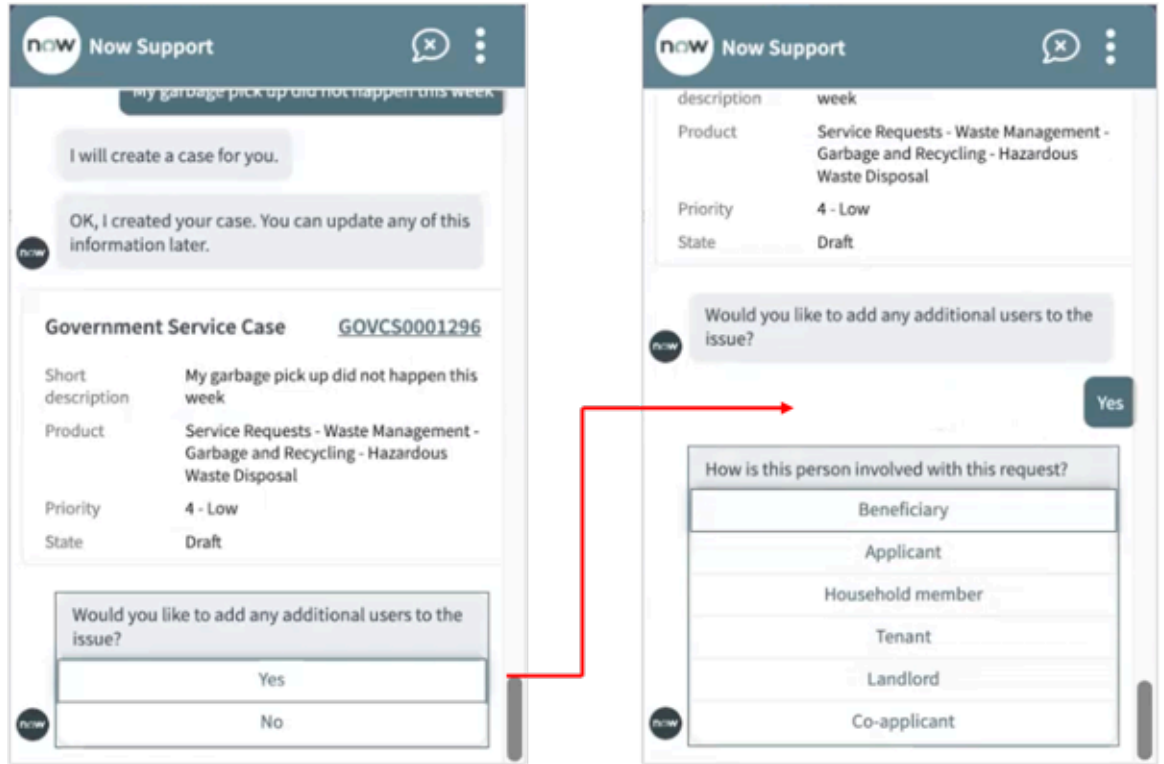 now Now Support
My garbage pick up did not happen this week
I will create a case for you.
OK, I created your case. You can update any of this
information later.
now
Government Service Case GOVCS0001296
Short
description
My garbage pick up did not happen this
week
Product
Service Requests - Waste Management -
Garbage and Recycling - Hazardous
Waste Disposal
Priority 4 - Low
State Draft
Would you like to add any additional users to the
issue?
Yes
No
now
now Now Support
description week
Product
Service Requests - Waste Management -
Garbage and Recycling - Hazardous
Waste Disposal
Priority 4 - Low
State Draft
Would you like to add any additional users to the
issue?
now
Yes
How is this person involved with this request?
Beneficiary
Applicant
Household member
Tenant
Landlord
Co-applicant
now